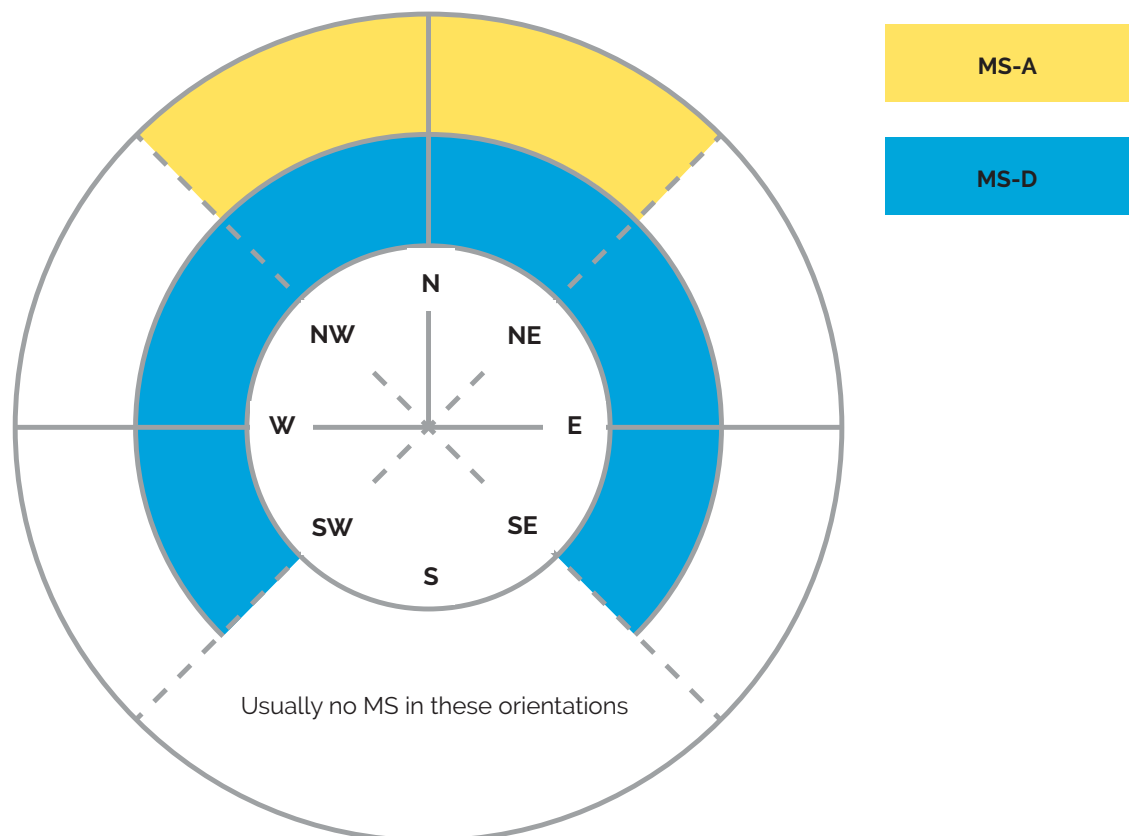 MS-A
MS-D
N
NW
NE
W
E
SW
SE
S
Usually no MS in these orientations